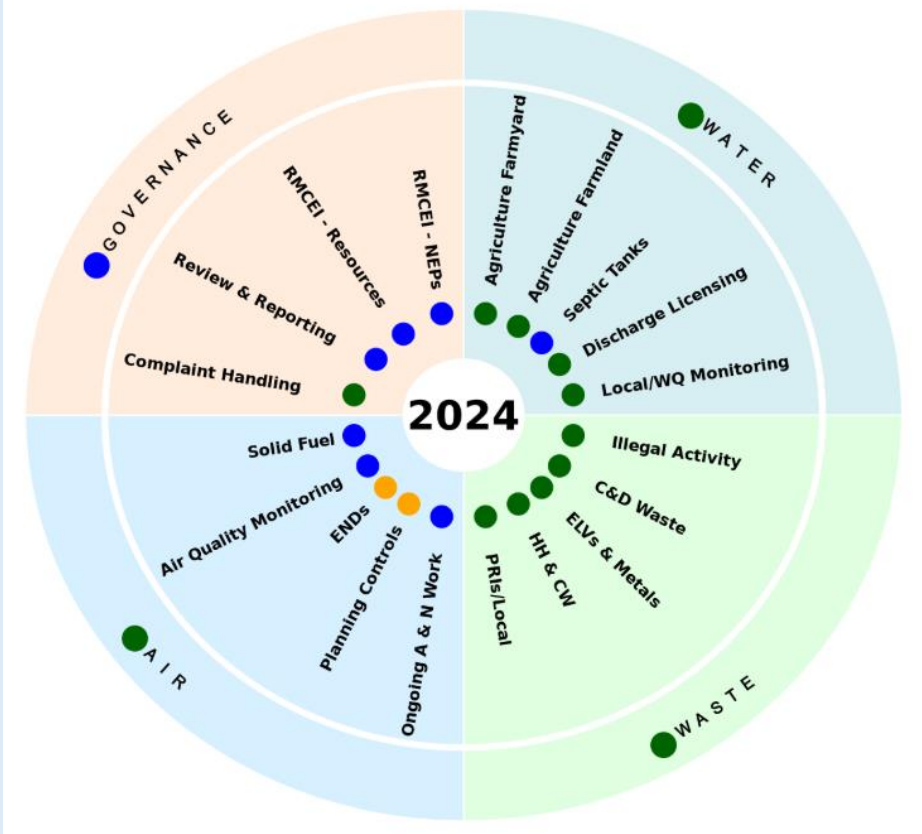 GOVERNANCE
RMCEI - NEPs
RMCEI - Resources
Review & Reporting
Complaint Handling
WATER
Agriculture Farmyard
Agriculture Farmland
Septic Tanks
Discharge Licensing
Local/WQ Monitoring
2024
Solid Fuel
Air Quality Monitoring
ENDs
Planning Controls
Ongoing A & N Work
AIR
Illegal Activity
C&D Waste
ELVs & Metals
HH & CW
PRIs/Local
WASTE